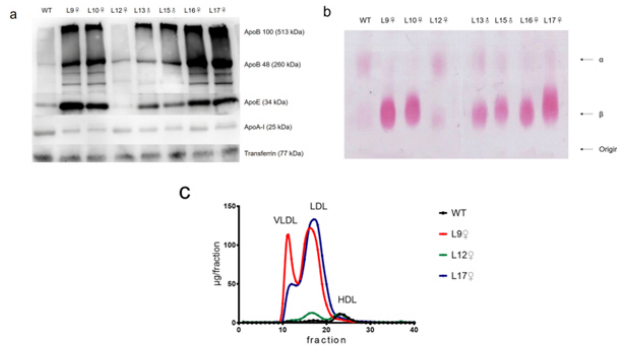 a
WT L9♀ L10♀ L12♀ L13♁ L15♁ L16♀ L17♀
ApoB 100 (513 kDa)
ApoB 48 (260 kDa)
ApoE (34 kDa)
ApoA-I (25 kDa)
Transferrin (77 kDa)
b
WT L9♀ L10♀ L12♀ L13♁ L15♁ L16♀ L17♀
α
β
Origin
c
150
100
50
0
µg/fraction
VLDL
LDL
HDL
0 10 20 30 40
fraction
WT
L9♀
L12♀
L17♀